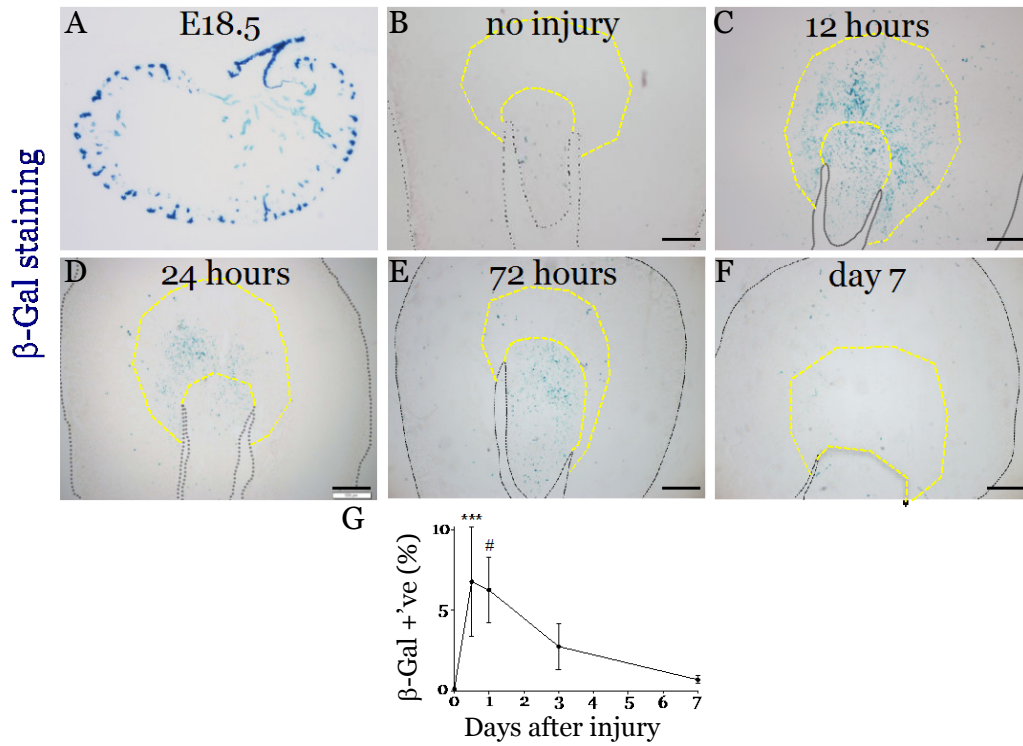 A
E18.5
B
no injury
C
12 hours
β-Gal staining
D
24 hours
E
72 hours
F
day 7
G
***
#
10
5
0
β-Gal +’ve (%)
0 1 2 3 4 5 6 7
Days after injury